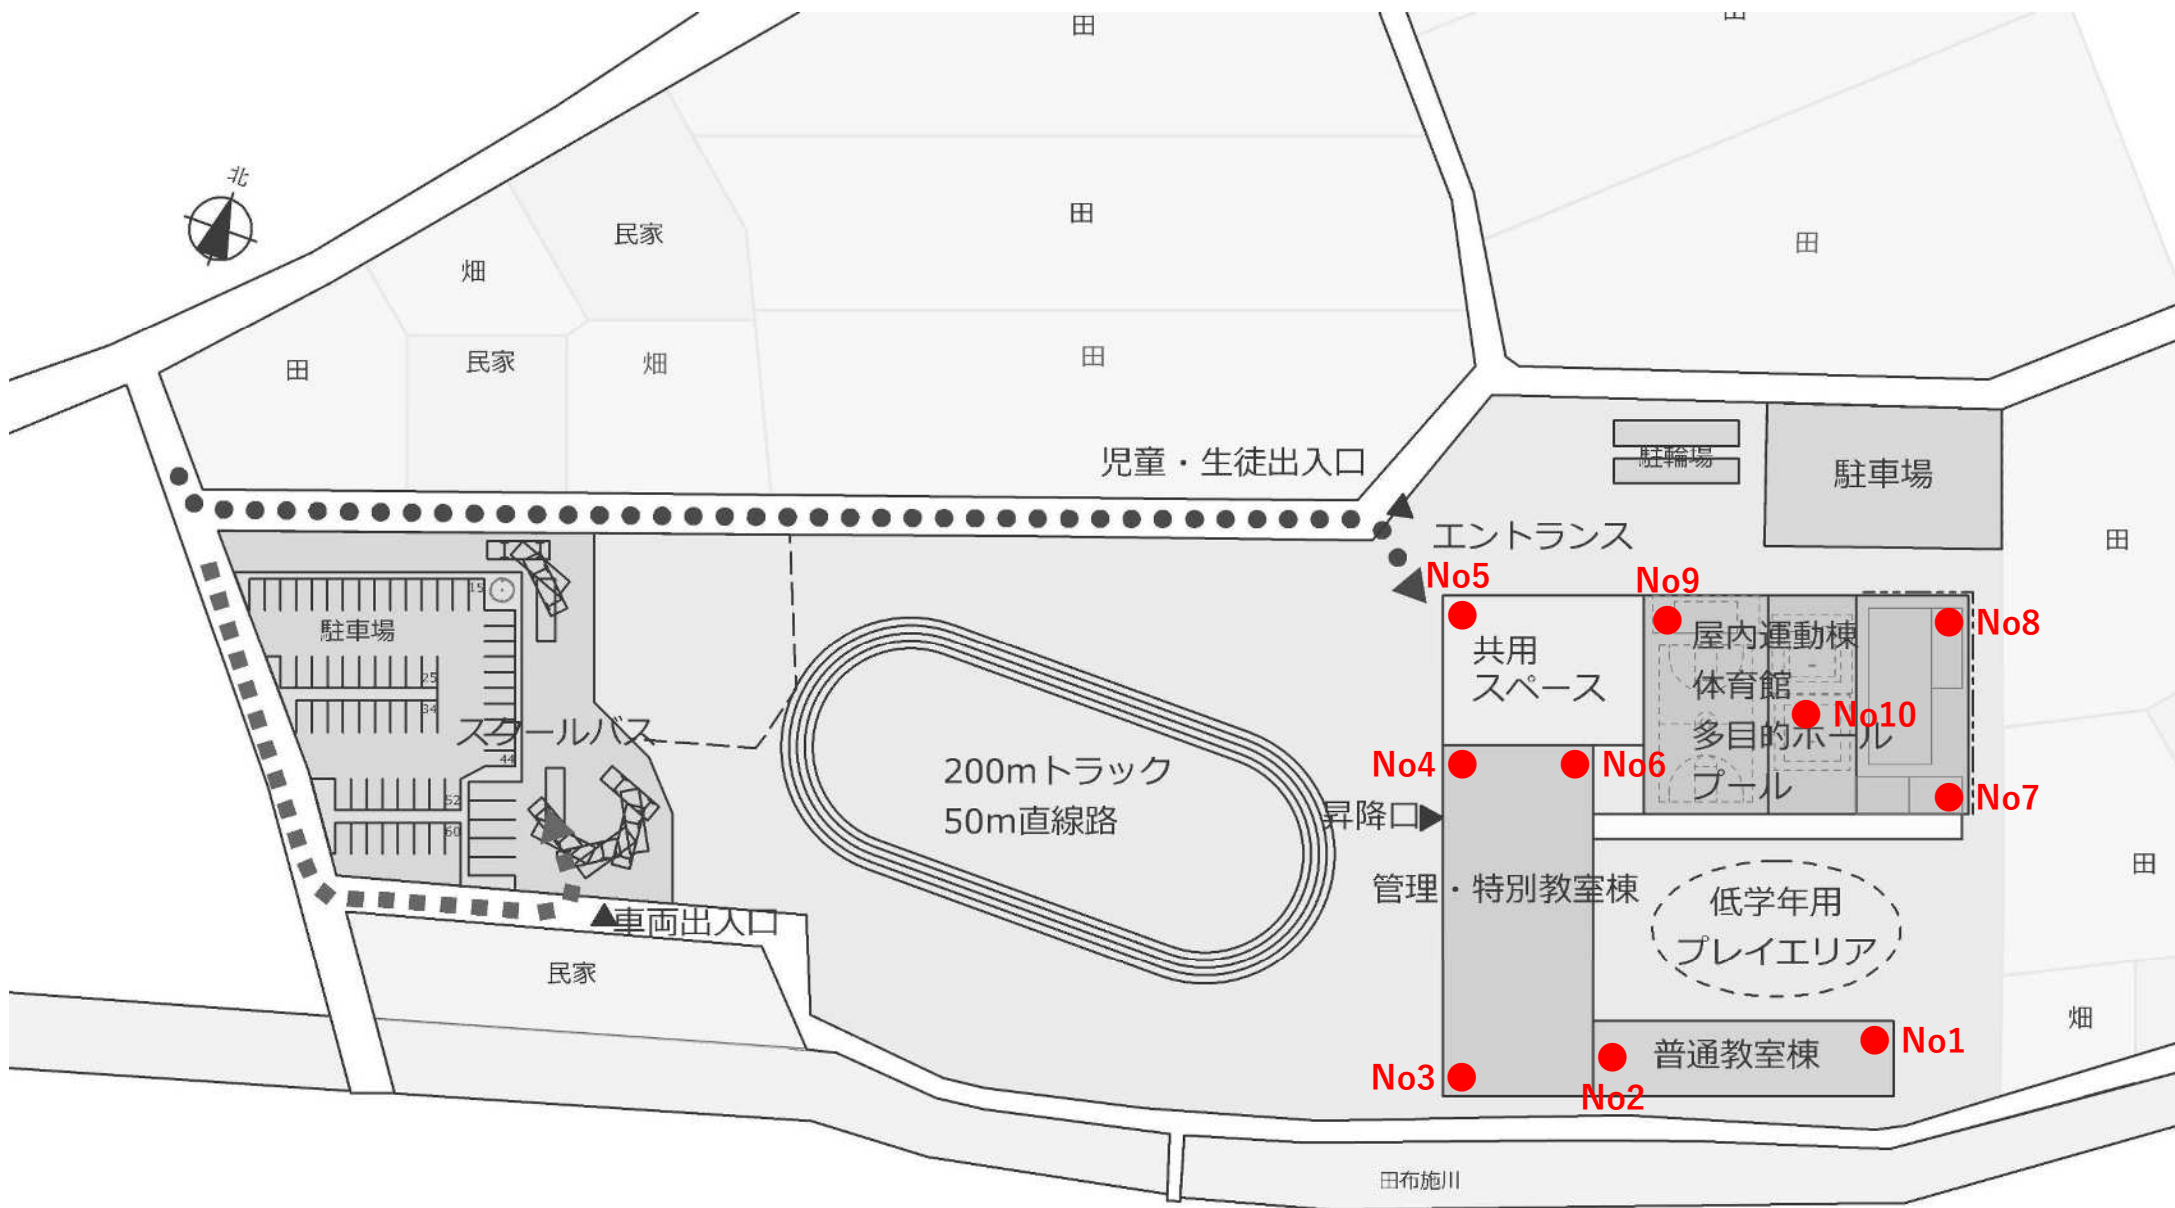 田
田
北
民家
田
田
畑
田
民家
畑
田
児童・生徒出入口
駐輪場
駐車場
エントランス
田
No5
No9
15
駐車場
No8
屋内運動棟
共用
スペース
体育館
25
34
No10
スクールバス
多目的ホール
44
200mトラック
50m直線路
No4
No6
プール
No7
52
60
昇降口
田
管理・特別教室棟
低学年用
プレイエリア
車両出入口
民家
畑
No1
普通教室棟
No3
No2
田布施川